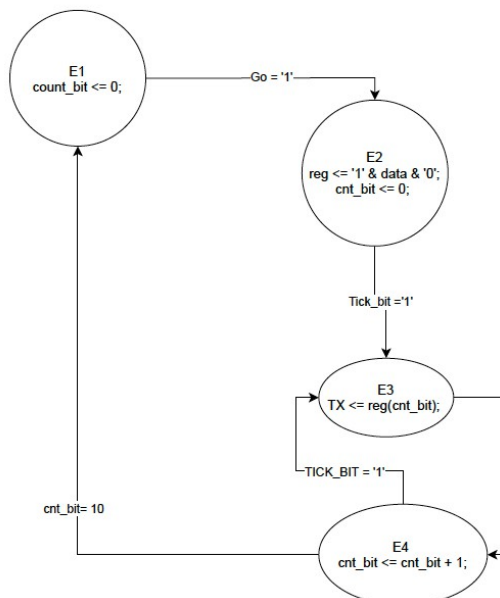 E1
count_bit <= 0;
Go = '1'
E2
reg <= '1' & data & '0';
cnt_bit <= 0;
Tick_bit ='1'
E3
TX <= reg(cnt_bit);
TICK_BIT = '1'
cnt_bit= 10
E4
cnt_bit <= cnt_bit + 1;